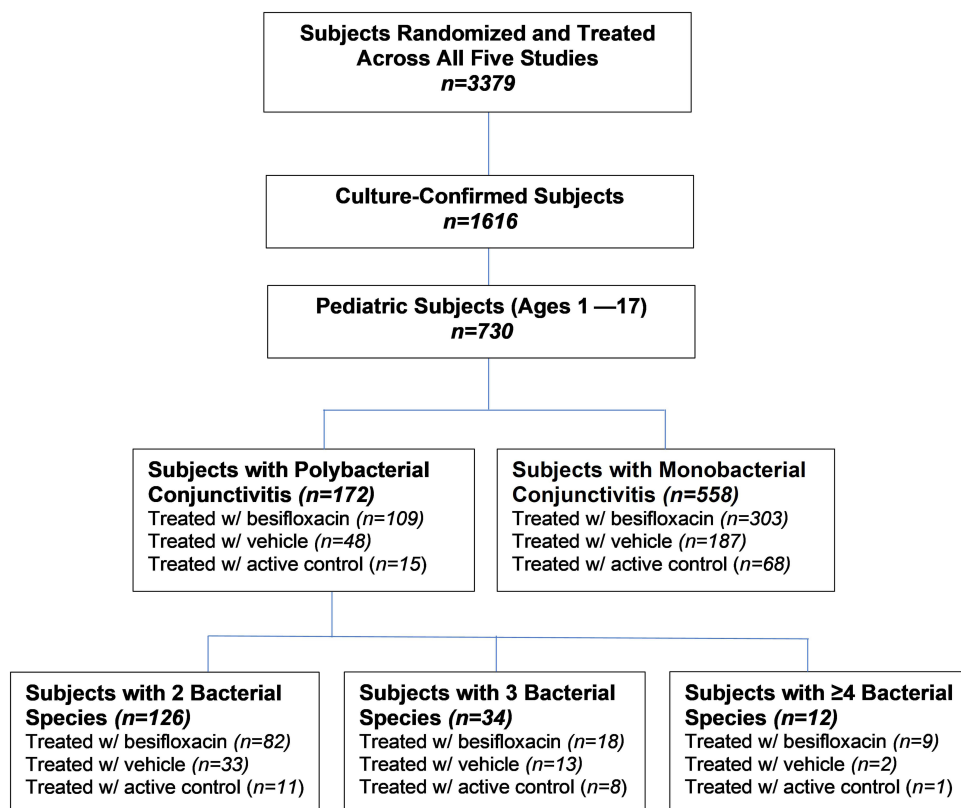 Subjects Randomized and Treated
Across All Five Studies
n=3379
Culture-Confirmed Subjects
n=1616
Pediatric Subjects (Ages 1 —17)
n=730
Subjects with Polybacterial
Conjunctivitis (n=172)
Treated w/ besifloxacin (n=109)
Treated w/ vehicle (n=48)
Treated w/ active control (n=15)
Subjects with Monobacterial
Conjunctivitis (n=558)
Treated w/ besifloxacin (n=303)
Treated w/ vehicle (n=187)
Treated w/ active control (n=68)
Subjects with 2 Bacterial
Species (n=126)
Treated w/ besifloxacin (n=82)
Treated w/ vehicle (n=33)
Treated w/ active control (n=11)
Subjects with 3 Bacterial
Species (n=34)
Treated w/ besifloxacin (n=18)
Treated w/ vehicle (n=13)
Treated w/ active control (n=8)
Subjects with ≥4 Bacterial
Species (n=12)
Treated w/ besifloxacin (n=9)
Treated w/ vehicle (n=2)
Treated w/ active control (n=1)